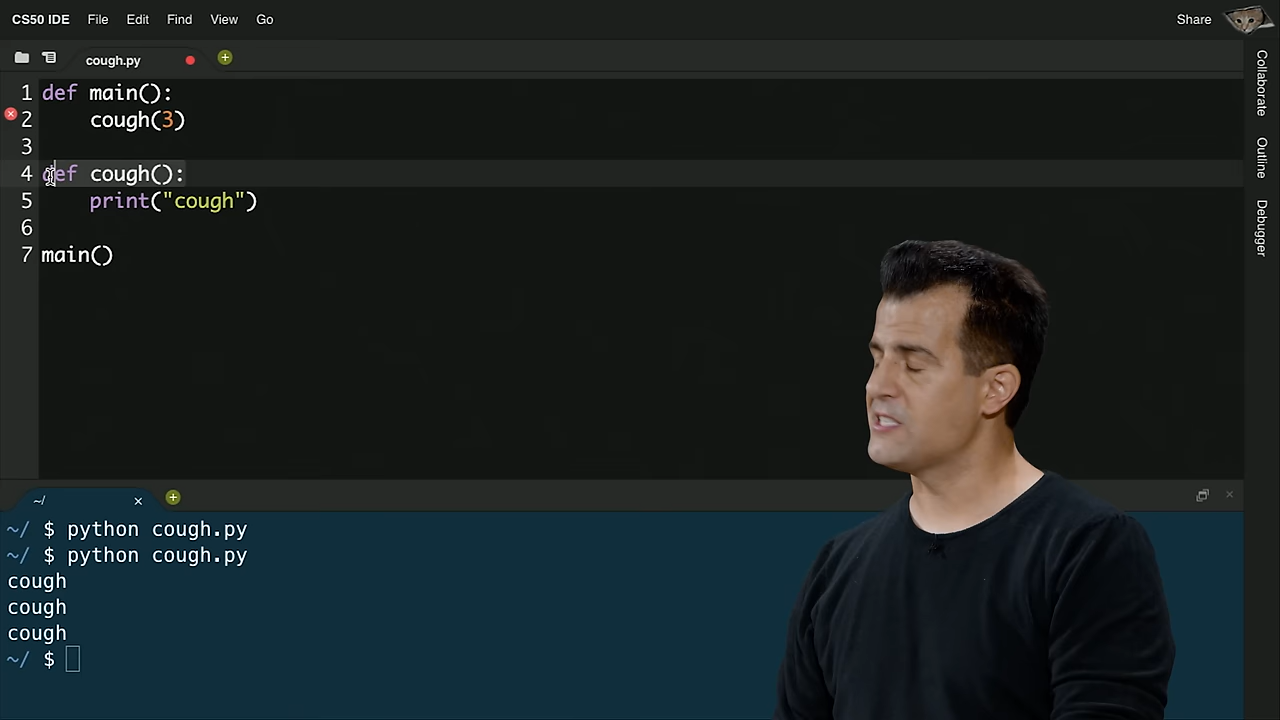 CS50 IDE File Edit Find View Go Share
cough.py
1 def main():
2     cough(3)
3
4 def cough():
5     print("cough")
6
7 main()
Collaborate
Outline
Debugger
~/
~/ $ python cough.py
~/ $ python cough.py
cough
cough
cough
~/ $